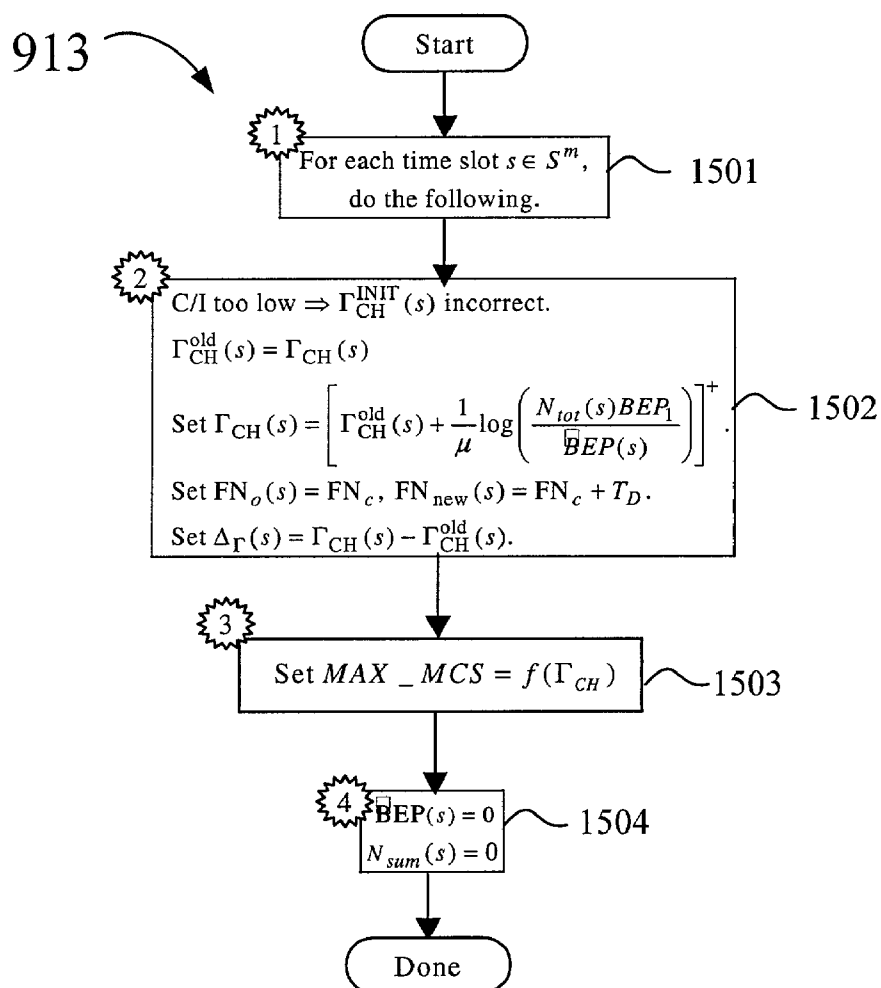 913
Start
1
For each time slot s ∈ S^m,
do the following.
1501
2
C/I too low ⇒ Γ_CH^INIT(s) incorrect.
Γ_CH^old(s) = Γ_CH(s)
Set Γ_CH(s) = [Γ_CH^old(s) + 1/μ log(N_tot(s)BEP_1 / □BEP(s))]^+.
Set FN_o(s) = FN_c, FN_new(s) = FN_c + T_D.
Set Δ_Γ(s) = Γ_CH(s) − Γ_CH^old(s).
1502
3
Set MAX _ MCS = f(Γ_CH)
1503
4
□BEP(s) = 0
N_sum(s) = 0
1504
Done